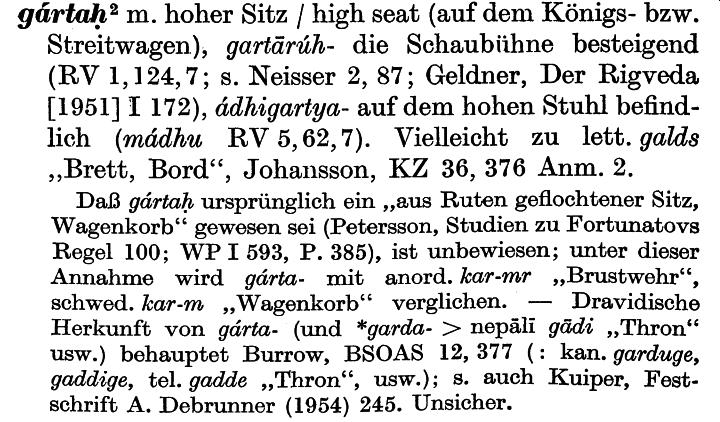 gártaḥ² m. hoher Sitz / high seat (auf dem Königs- bzw.
Streitwagen), gartārúh- die Schaubühne besteigend
(RV 1,124,7; s. Neisser 2, 87; Geldner, Der Rigveda
[1951] I 172), ádhigartya- auf dem hohen Stuhl befind-
lich (mádhu RV 5,62,7). Vielleicht zu lett. galds
„Brett, Bord“, Johansson, KZ 36, 376 Anm. 2.
Daß gártaḥ ursprünglich ein „aus Ruten geflochtener Sitz,
Wagenkorb“ gewesen sei (Petersson, Studien zu Fortunatovs
Regel 100; WP I 593, P. 385), ist unbewiesen; unter dieser
Annahme wird gárta- mit anord. kar-mr „Brustwehr“,
schwed. kar-m „Wagenkorb“ verglichen. — Dravidische
Herkunft von gárta- (und *garda- > nepālī gādi „Thron“
usw.) behauptet Burrow, BSOAS 12, 377 (: kan. garduge,
gaddige, tel. gadde „Thron“, usw.); s. auch Kuiper, Fest-
schrift A. Debrunner (1954) 245. Unsicher.